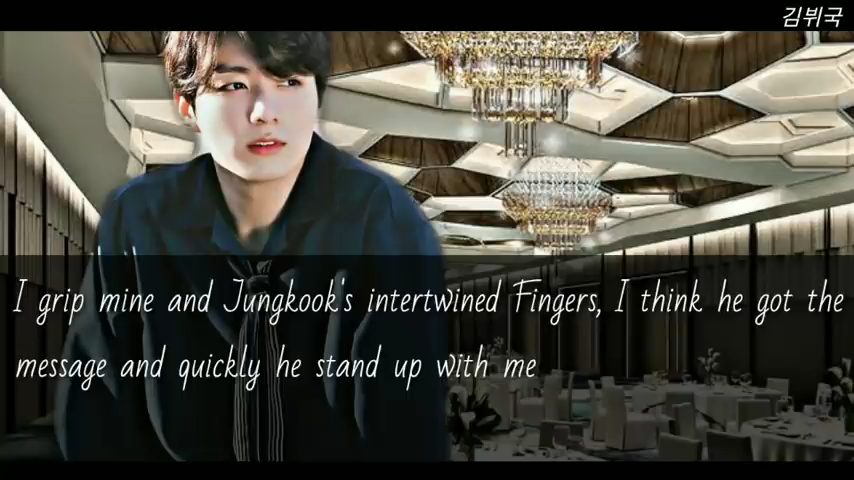 김뷔국
I grip mine and Jungkook's intertwined Fingers, I think he got the
message and quickly he stand up with me